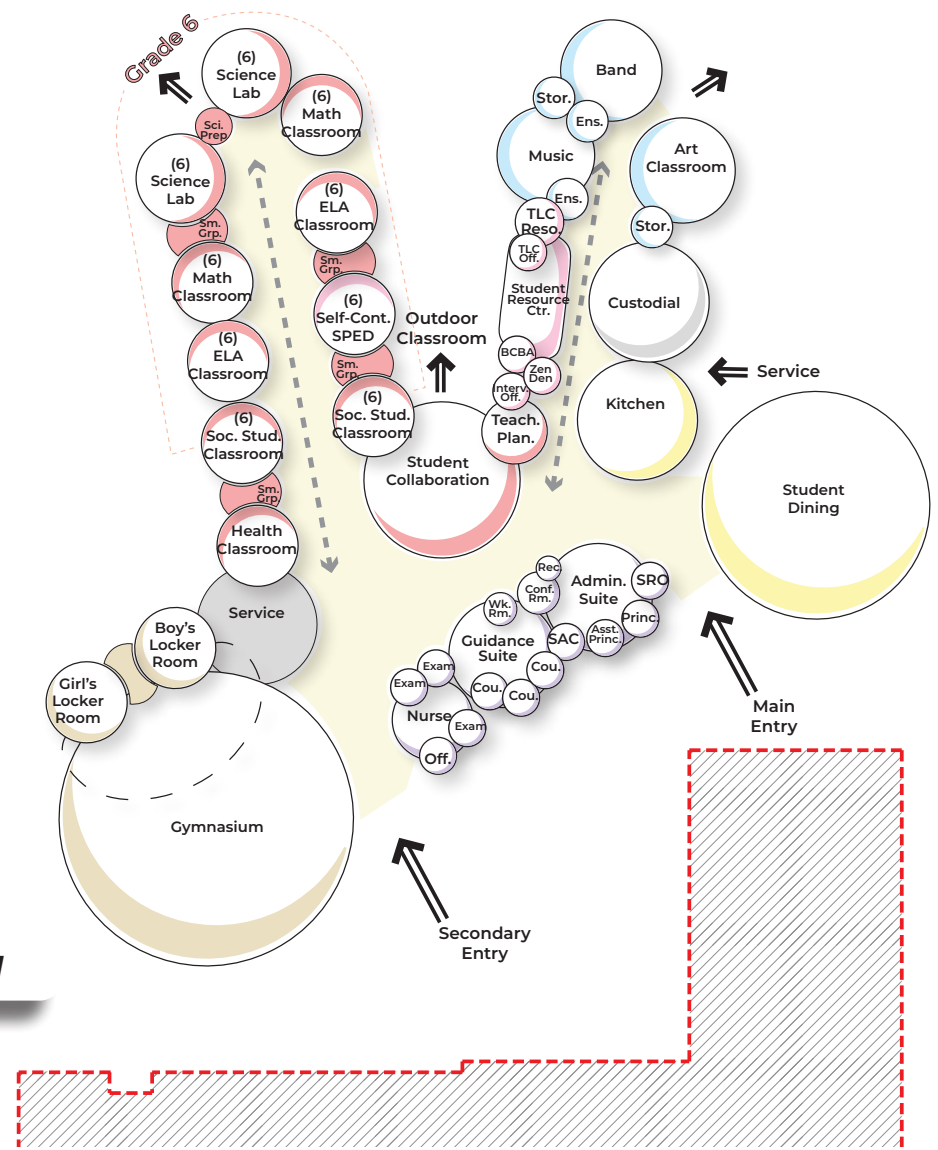 Grade 6
(6)
Science
Lab
(6)
Math
Classroom
Sci.
Prep
(6)
Science
Lab
(6)
ELA
Classroom
Sm.
Grp.
Sm.
Grp.
(6)
Math
Classroom
(6)
Self-Cont.
SPED
(6)
ELA
Classroom
Sm.
Grp.
(6)
Soc. Stud.
Classroom
(6)
Soc. Stud.
Classroom
Sm.
Grp.
Health
Classroom
Service
Boy's
Locker
Room
Girl's
Locker
Room
Gymnasium
Outdoor
Classroom
Student
Collaboration
Band
Stor.
Ens.
Music
Ens.
Art
Classroom
Stor.
TLC
Reso.
TLC
Off.
Student
Resource
Ctr.
BCBA
Zen
Den
Interv.
Off.
Teach.
Plan.
Custodial
Kitchen
Service
Student
Dining
Rec.
Conf.
Rm.
Admin.
Suite
SRO
Princ.
Asst.
Princ.
SAC
Wk.
Rm.
Guidance
Suite
Cou.
Cou.
Cou.
Exam
Exam
Nurse
Exam
Off.
Main
Entry
Secondary
Entry